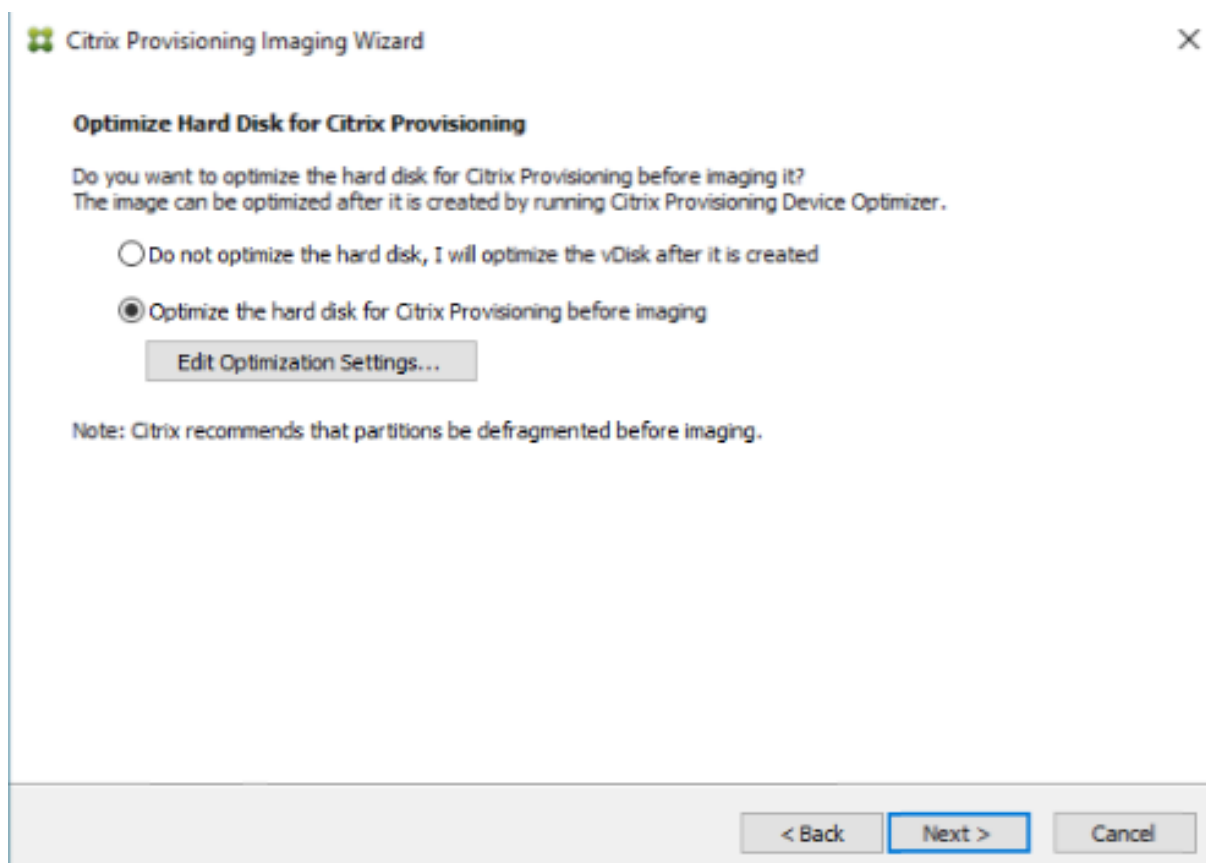 Citrix Provisioning Imaging Wizard
Optimize Hard Disk for Citrix Provisioning
Do you want to optimize the hard disk for Citrix Provisioning before imaging it?
The image can be optimized after it is created by running Citrix Provisioning Device Optimizer.
Do not optimize the hard disk, I will optimize the vDisk after it is created
Optimize the hard disk for Citrix Provisioning before imaging
Edit Optimization Settings...
Note: Citrix recommends that partitions be defragmented before imaging.
< Back Next > Cancel